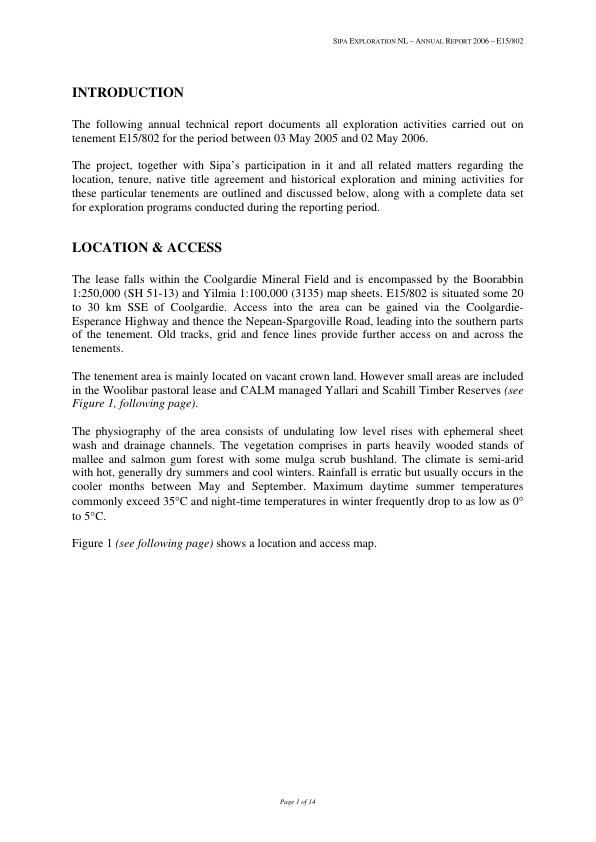 SIPA EXPLORATION NL – ANNUAL REPORT 2006 – E15/802
INTRODUCTION
The following annual technical report documents all exploration activities carried out on
tenement E15/802 for the period between 03 May 2005 and 02 May 2006.
The project, together with Sipa's participation in it and all related matters regarding the
location, tenure, native title agreement and historical exploration and mining activities for
these particular tenements are outlined and discussed below, along with a complete data set
for exploration programs conducted during the reporting period.
LOCATION & ACCESS
The lease falls within the Coolgardie Mineral Field and is encompassed by the Boorabbin
1:250,000 (SH 51-13) and Yilmia 1:100,000 (3135) map sheets. E15/802 is situated some 20
to 30 km SSE of Coolgardie. Access into the area can be gained via the Coolgardie-
Esperance Highway and thence the Nepean-Spargoville Road, leading into the southern parts
of the tenement. Old tracks, grid and fence lines provide further access on and across the
tenements.
The tenement area is mainly located on vacant crown land. However small areas are included
in the Woolibar pastoral lease and CALM managed Yallari and Scahill Timber Reserves (see
Figure 1, following page).
The physiography of the area consists of undulating low level rises with ephemeral sheet
wash and drainage channels. The vegetation comprises in parts heavily wooded stands of
mallee and salmon gum forest with some mulga scrub bushland. The climate is semi-arid
with hot, generally dry summers and cool winters. Rainfall is erratic but usually occurs in the
cooler months between May and September. Maximum daytime summer temperatures
commonly exceed 35°C and night-time temperatures in winter frequently drop to as low as 0°
to 5°C.
Figure 1 (see following page) shows a location and access map.
Page 1 of 14